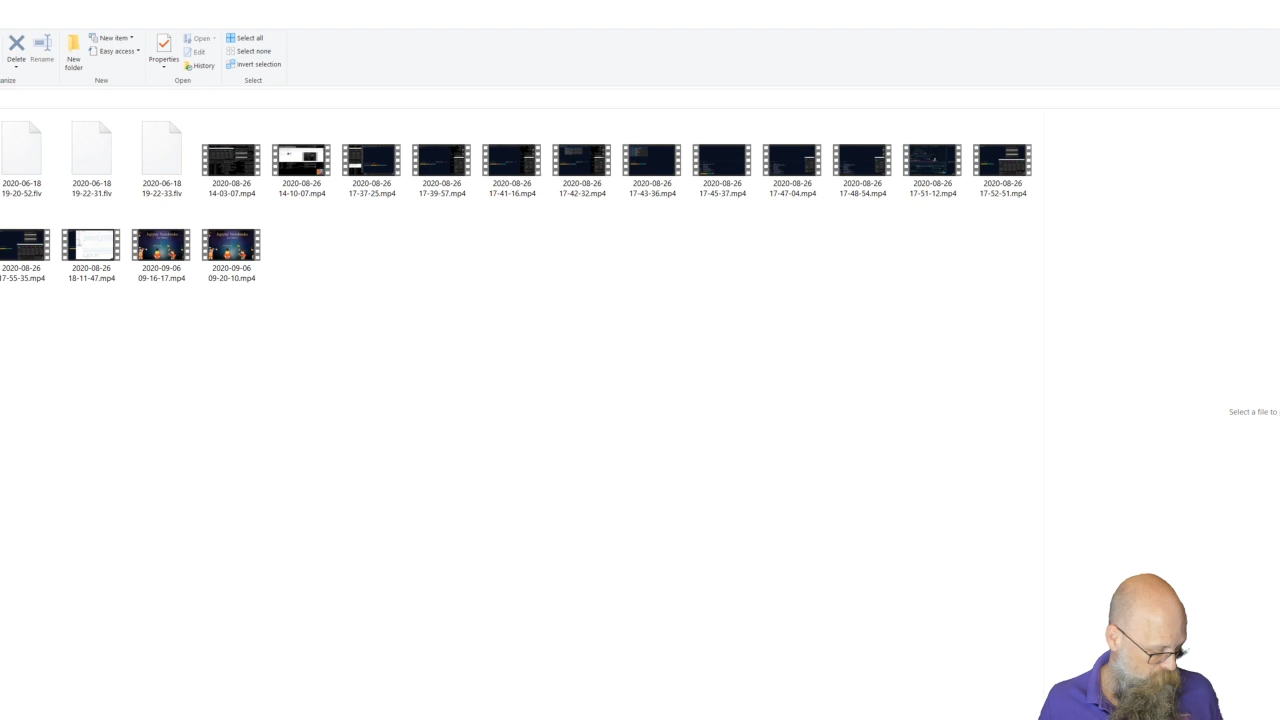 Delete
Rename
New
folder
New item
Easy access
Properties
Open
Edit
History
Select all
Select none
Invert selection
anize
New
Open
Select
2020-06-18
19-20-52.flv
2020-06-18
19-22-31.flv
2020-06-18
19-22-33.flv
2020-08-26
14-03-07.mp4
2020-08-26
14-10-07.mp4
2020-08-26
17-37-25.mp4
2020-08-26
17-39-57.mp4
2020-08-26
17-41-16.mp4
2020-08-26
17-42-32.mp4
2020-08-26
17-43-36.mp4
2020-08-26
17-45-37.mp4
2020-08-26
17-47-04.mp4
2020-08-26
17-48-54.mp4
2020-08-26
17-51-12.mp4
2020-08-26
17-52-51.mp4
2020-08-26
17-55-35.mp4
2020-08-26
18-11-47.mp4
Jupyter Notebooks
2020-09-06
09-16-17.mp4
Jupyter Notebooks
2020-09-06
09-20-10.mp4
Select a file to